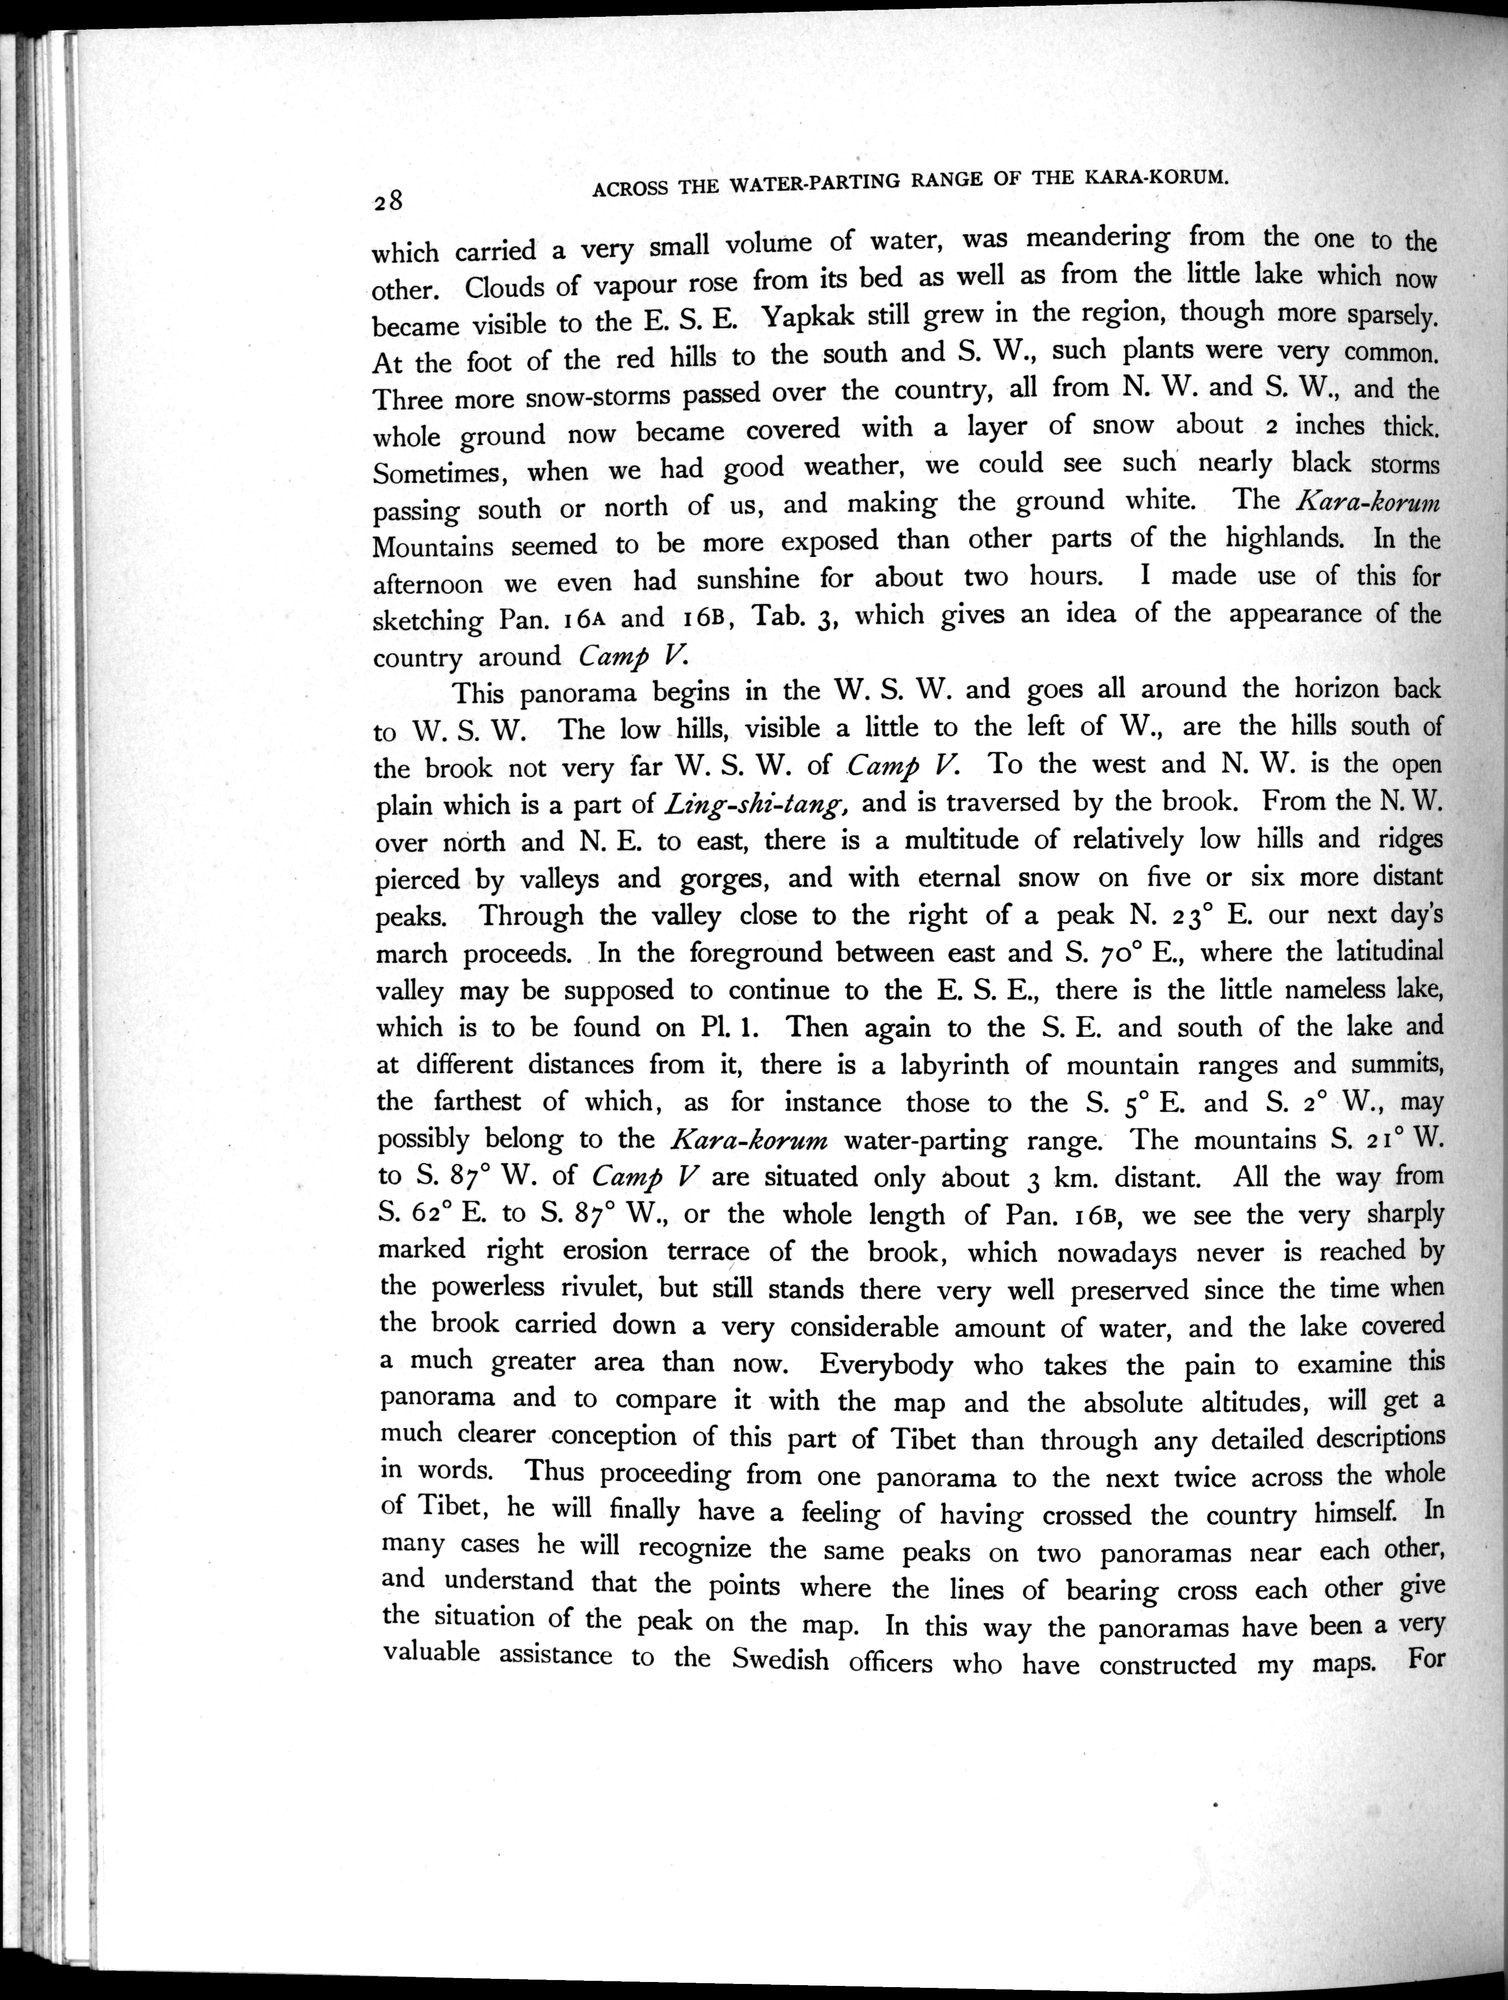 28
ACROSS THE WATER-PARTING RANGE OF THE KARA-KORUM.
which carried a very small volume of water, was meandering from the one to the
other. Clouds of vapour rose from its bed as well as from the little lake which now
became visible to the E. S. E. Yapkak still grew in the region, though more sparsely.
At the foot of the red hills to the south and S. W., such plants were very common.
Three more snow-storms passed over the country, all from N. W. and S. W., and the
whole ground now became covered with a layer of snow about 2 inches thick.
Sometimes, when we had good weather, we could see such nearly black storms
passing south or north of us, and making the ground white. The Kara-korum
Mountains seemed to be more exposed than other parts of the highlands. In the
afternoon we even had sunshine for about two hours. I made use of this for
sketching Pan. 16A and 16B, Tab. 3, which gives an idea of the appearance of the
country around Camp V.
This panorama begins in the W. S. W. and goes all around the horizon back
to W. S. W. The low hills, visible a little to the left of W., are the hills south of
the brook not very far W. S. W. of Camp V. To the west and N. W. is the open
plain which is a part of Ling-shi-tang, and is traversed by the brook. From the N. W.
over north and N. E. to east, there is a multitude of relatively low hills and ridges
pierced by valleys and gorges, and with eternal snow on five or six more distant
peaks. Through the valley close to the right of a peak N. 23° E. our next day's
march proceeds. In the foreground between east and S. 70° E., where the latitudinal
valley may be supposed to continue to the E. S. E., there is the little nameless lake,
which is to be found on Pl. 1. Then again to the S. E. and south of the lake and
at different distances from it, there is a labyrinth of mountain ranges and summits,
the farthest of which, as for instance those to the S. 5° E. and S. 2° W., may
possibly belong to the Kara-korum water-parting range. The mountains S. 21° W.
to S. 87° W. of Camp V are situated only about 3 km. distant. All the way from
S. 62° E. to S. 87° W., or the whole length of Pan. 16B, we see the very sharply
marked right erosion terrace of the brook, which nowadays never is reached by
the powerless rivulet, but still stands there very well preserved since the time when
the brook carried down a very considerable amount of water, and the lake covered
a much greater area than now. Everybody who takes the pain to examine this
panorama and to compare it with the map and the absolute altitudes, will get a
much clearer conception of this part of Tibet than through any detailed descriptions
in words. Thus proceeding from one panorama to the next twice across the whole
of Tibet, he will finally have a feeling of having crossed the country himself. In
many cases he will recognize the same peaks on two panoramas near each other,
and understand that the points where the lines of bearing cross each other give
the situation of the peak on the map. In this way the panoramas have been a very
valuable assistance to the Swedish officers who have constructed my maps. For